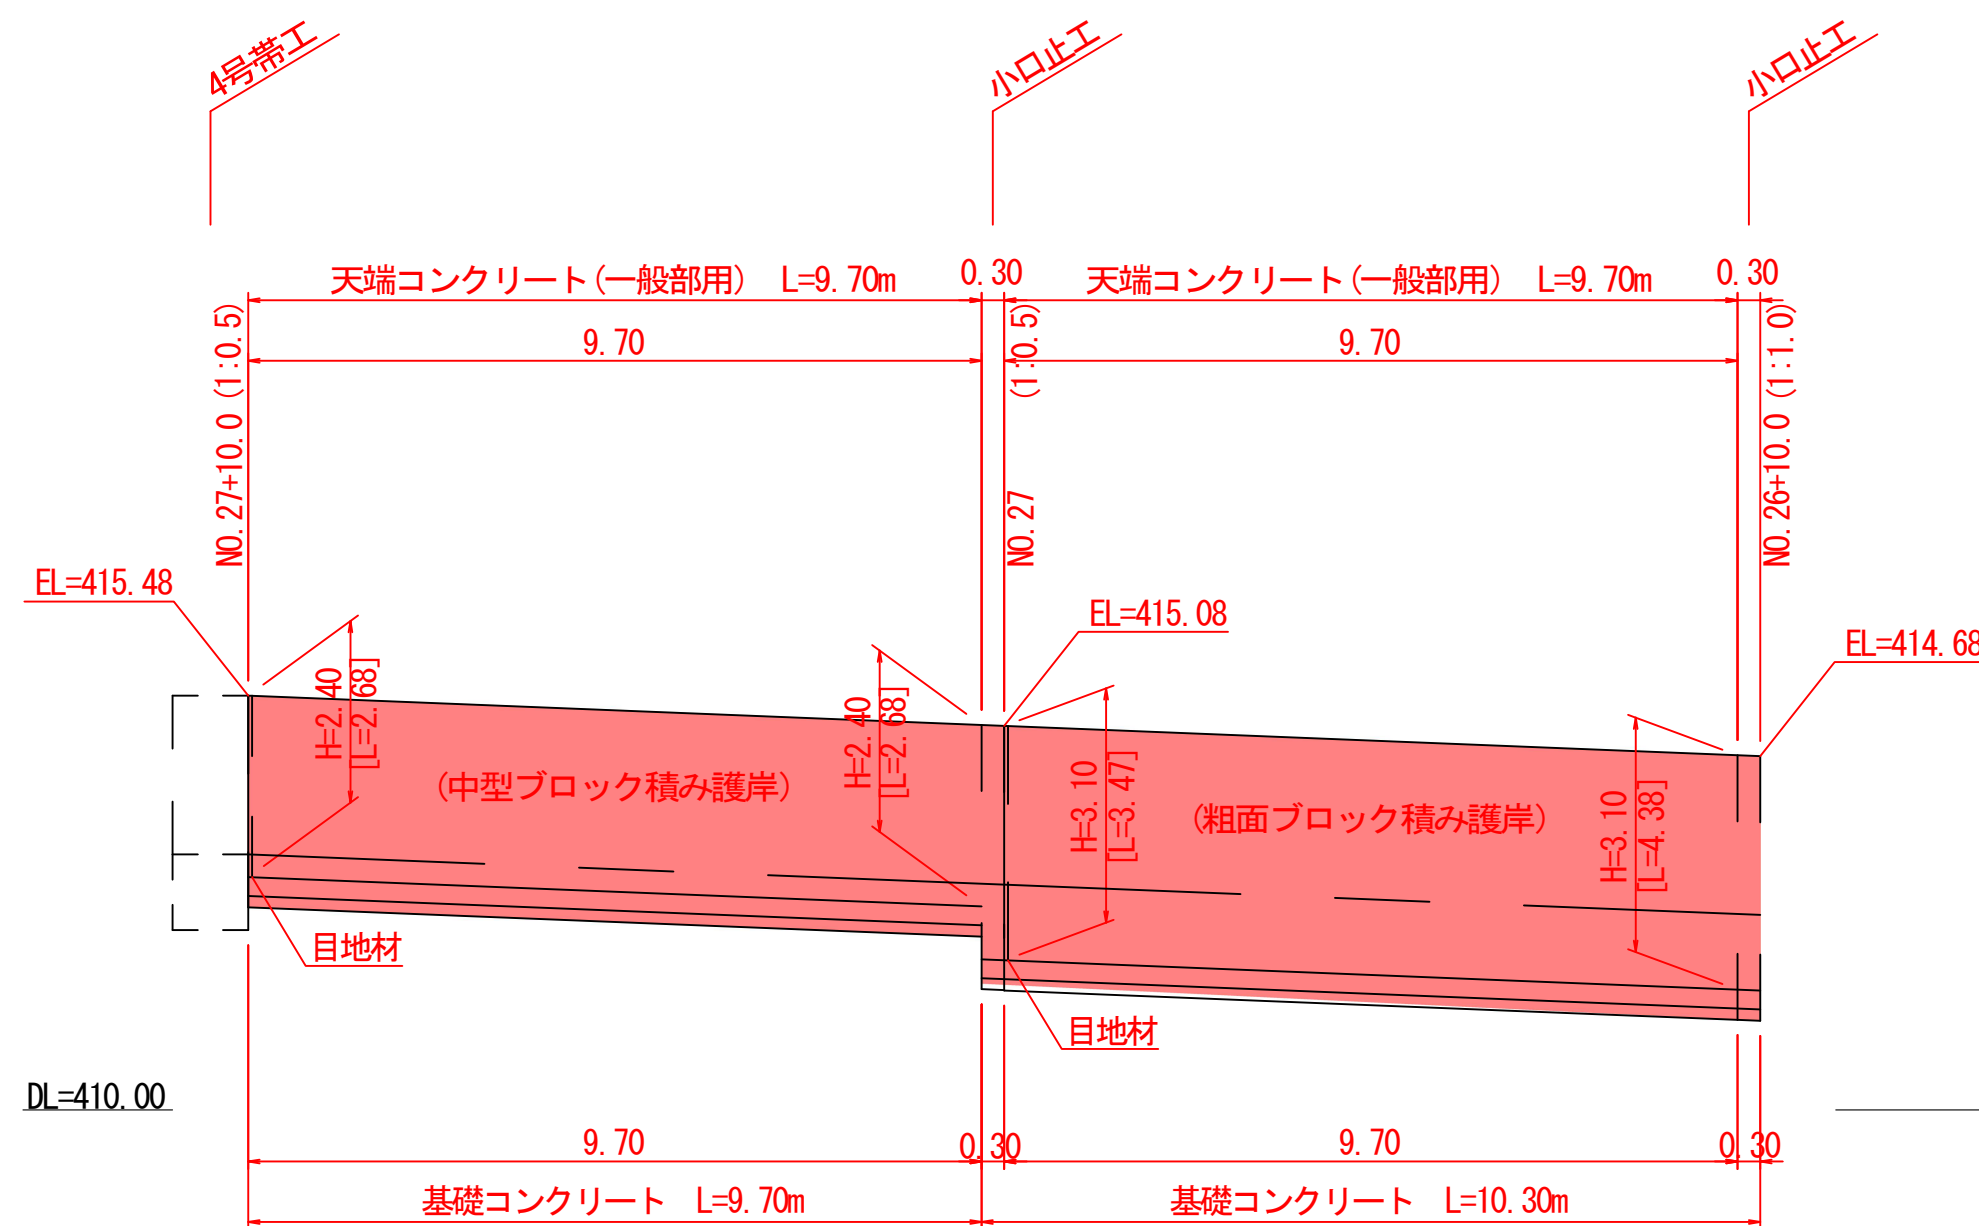 4号帯工
小口止工
小口止工
天端コンクリート(一般部用) L=9.70m
0.30
天端コンクリート(一般部用) L=9.70m
0.30
9.70
9.70
NO.27+10.0 (1:0.5)
NO.27 (1:0.5)
NO.26+10.0 (1:1.0)
EL=415.48
EL=415.08
EL=414.68
H=2.40
[L=2.68]
H=2.40
[L=2.68]
H=3.10
[L=3.47]
H=3.10
[L=4.38]
(中型ブロック積み護岸)
(粗面ブロック積み護岸)
目地材
目地材
DL=410.00
9.70
0.30
9.70
0.30
基礎コンクリート L=9.70m
基礎コンクリート L=10.30m